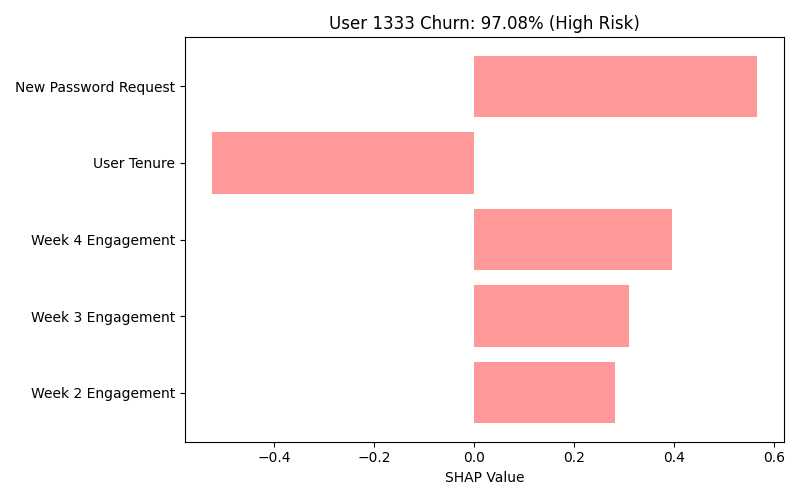 User 1333 Churn: 97.08% (High Risk)
New Password Request
User Tenure
Week 4 Engagement
Week 3 Engagement
Week 2 Engagement
−0.4 −0.2 0.0 0.2 0.4 0.6
SHAP Value